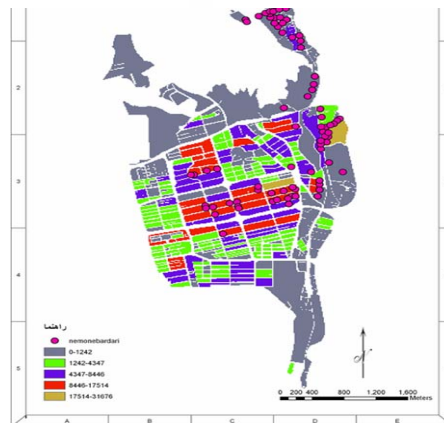 2
3
4
5
راهنما
nemonebardari
0-1242
1242-4347
4347-8446
8446-17514
17514-31676
N
0 200 400 800 1,200 1,600
Meters
A B C D E